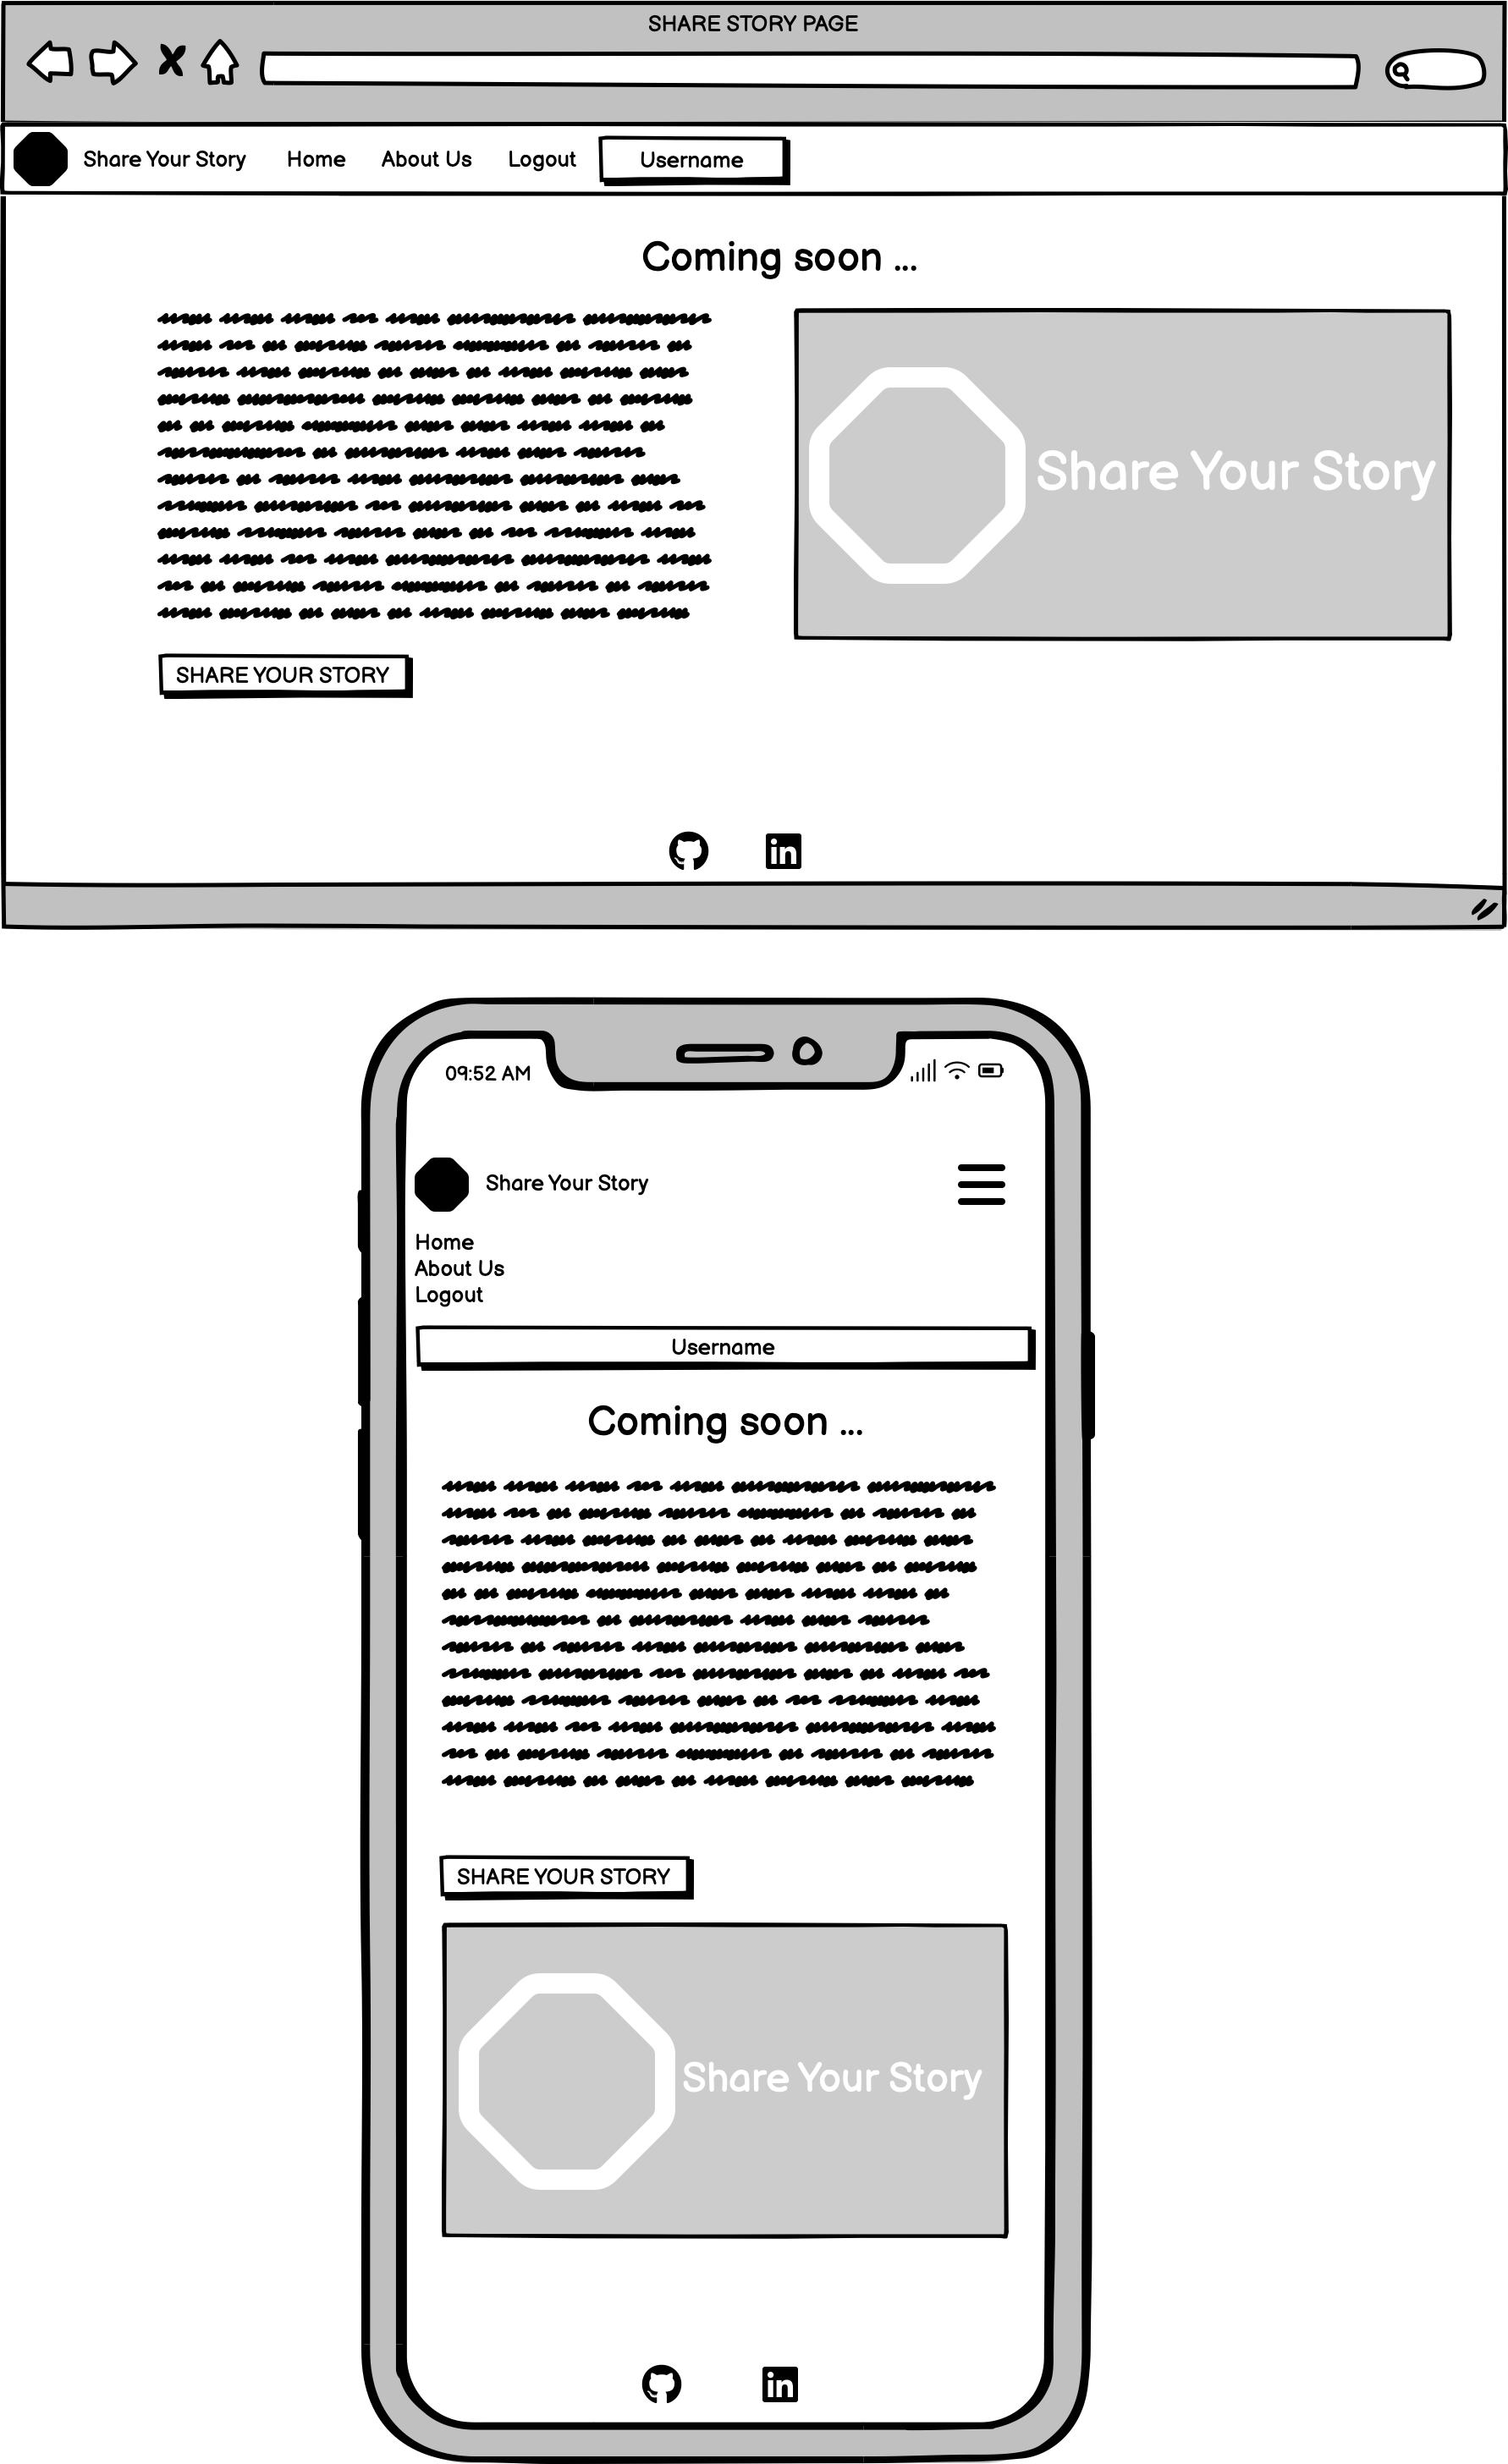 SHARE STORY PAGE
Share Your Story Home About Us Logout Username
Coming soon ...
Share Your Story
SHARE YOUR STORY
in
09:52 AM
Share Your Story
Home
About Us
Logout
Username
Coming soon ...
SHARE YOUR STORY
Share Your Story
in